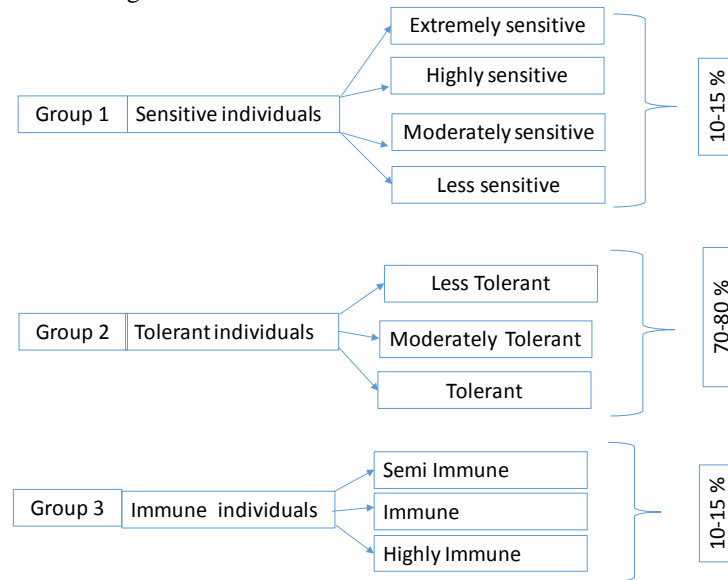 Extremely sensitive
Highly sensitive
Group 1 Sensitive individuals
Moderately sensitive
Less sensitive
10-15 %
Less Tolerant
Group 2 Tolerant individuals
Moderately Tolerant
Tolerant
70-80 %
Semi Immune
Group 3 Immune individuals
Immune
Highly Immune
10-15 %